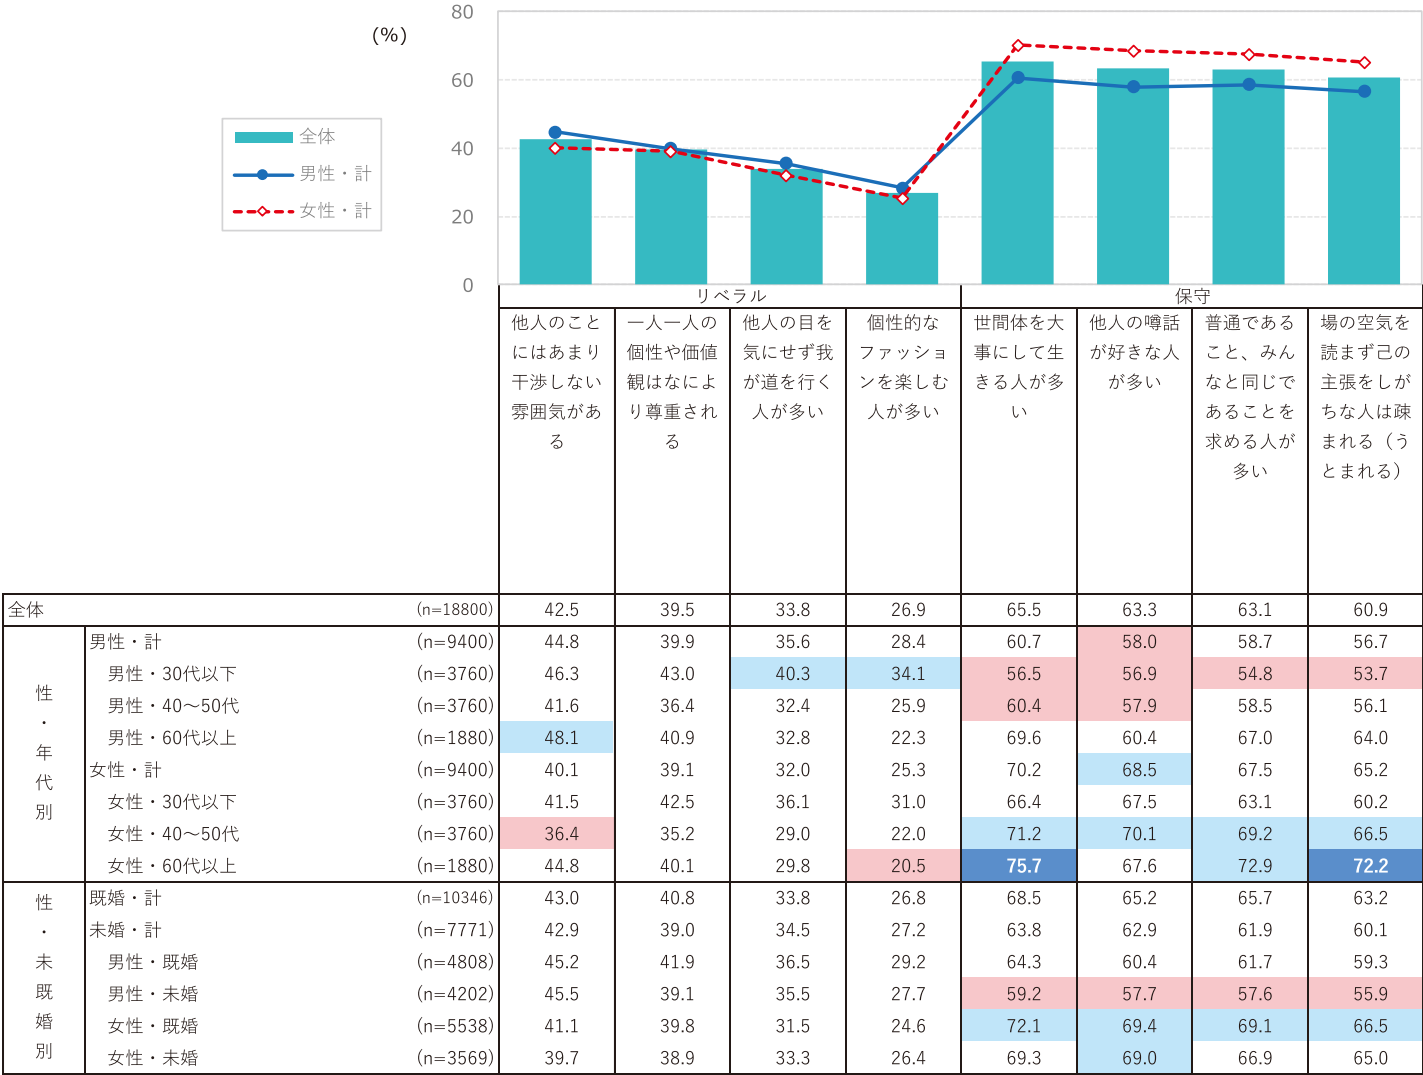 (%)
80
60
40
20
0
全体
男性・計
女性・計
リベラル
保守
他人のこと
にはあまり
干渉しない
雰囲気があ
る
一人一人の
個性や価値
観はなによ
り尊重され
る
他人の目を
気にせず我
が道を行く
人が多い
個性的な
ファッショ
ンを楽しむ
人が多い
世間体を大
事にして生
きる人が多
い
他人の噂話
が好きな人
が多い
普通である
こと、みん
なと同じで
あることを
求める人が
多い
場の空気を
読まず己の
主張をしが
ちな人は疎
まれる（う
とまれる）
全体 (n=18800) 42.5 39.5 33.8 26.9 65.5 63.3 63.1 60.9
性・年代別
男性・計 (n=9400) 44.8 39.9 35.6 28.4 60.7 58.0 58.7 56.7
男性・30代以下 (n=3760) 46.3 43.0 40.3 34.1 56.5 56.9 54.8 53.7
男性・40～50代 (n=3760) 41.6 36.4 32.4 25.9 60.4 57.9 58.5 56.1
男性・60代以上 (n=1880) 48.1 40.9 32.8 22.3 69.6 60.4 67.0 64.0
女性・計 (n=9400) 40.1 39.1 32.0 25.3 70.2 68.5 67.5 65.2
女性・30代以下 (n=3760) 41.5 42.5 36.1 31.0 66.4 67.5 63.1 60.2
女性・40～50代 (n=3760) 36.4 35.2 29.0 22.0 71.2 70.1 69.2 66.5
女性・60代以上 (n=1880) 44.8 40.1 29.8 20.5 75.7 67.6 72.9 72.2
性・未既婚別
既婚・計 (n=10346) 43.0 40.8 33.8 26.8 68.5 65.2 65.7 63.2
未婚・計 (n=7771) 42.9 39.0 34.5 27.2 63.8 62.9 61.9 60.1
男性・既婚 (n=4808) 45.2 41.9 36.5 29.2 64.3 60.4 61.7 59.3
男性・未婚 (n=4202) 45.5 39.1 35.5 27.7 59.2 57.7 57.6 55.9
女性・既婚 (n=5538) 41.1 39.8 31.5 24.6 72.1 69.4 69.1 66.5
女性・未婚 (n=3569) 39.7 38.9 33.3 26.4 69.3 69.0 66.9 65.0